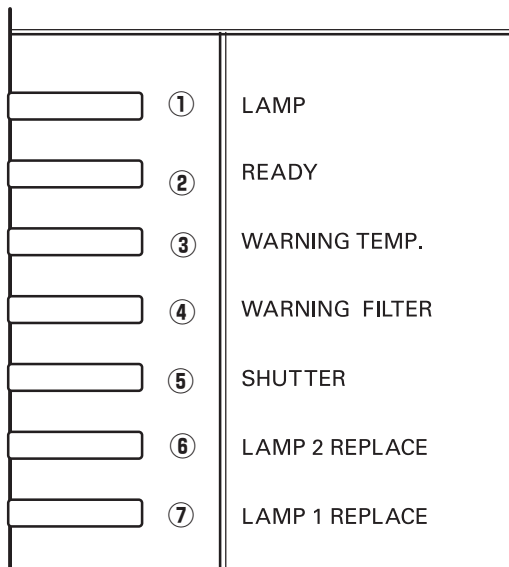 ① LAMP
② READY
③ WARNING TEMP.
④ WARNING FILTER
⑤ SHUTTER
⑥ LAMP 2 REPLACE
⑦ LAMP 1 REPLACE